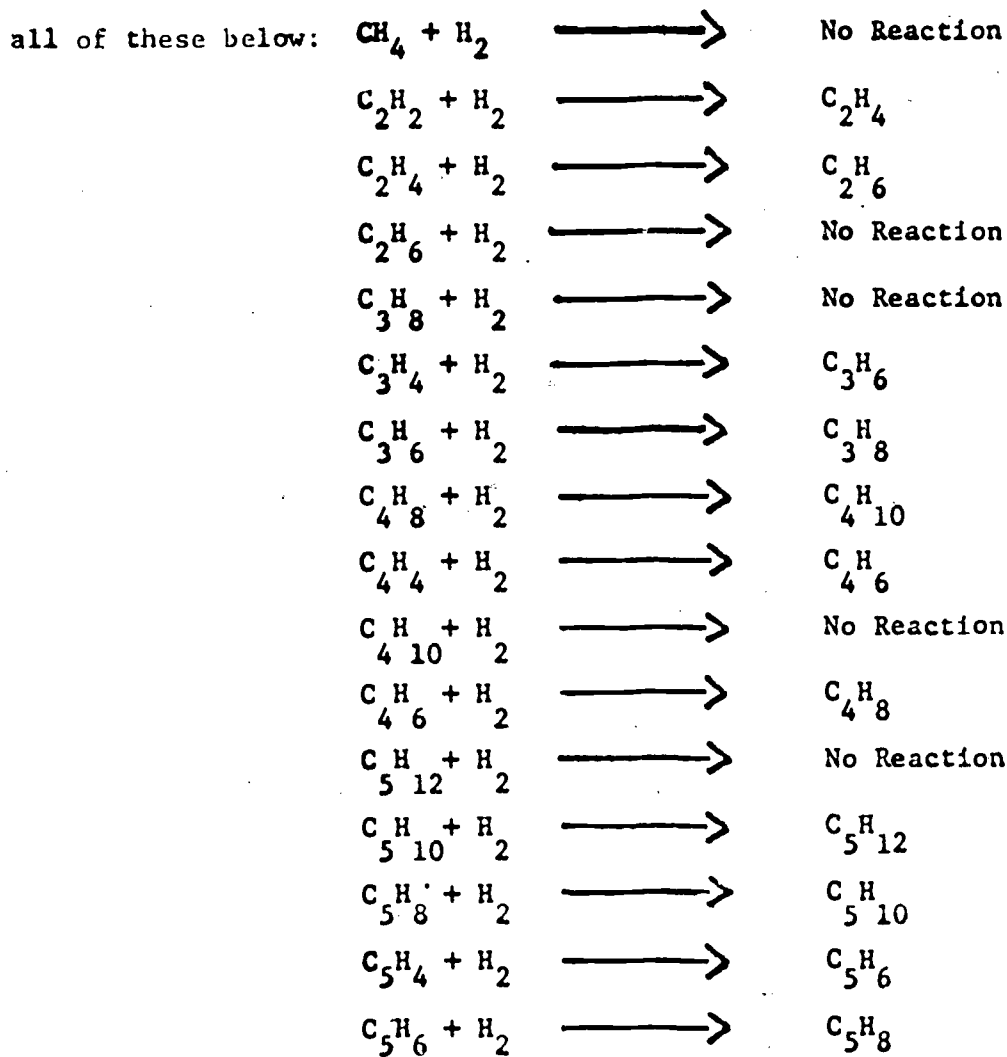 all of these below: CH₄ + H₂ ⟶ No Reaction
C₂H₂ + H₂ ⟶ C₂H₄
C₂H₄ + H₂ ⟶ C₂H₆
C₂H₆ + H₂ ⟶ No Reaction
C₃H₈ + H₂ ⟶ No Reaction
C₃H₄ + H₂ ⟶ C₃H₆
C₃H₆ + H₂ ⟶ C₃H₈
C₄H₈ + H₂ ⟶ C₄H₁₀
C₄H₄ + H₂ ⟶ C₄H₆
C₄H₁₀ + H₂ ⟶ No Reaction
C₄H₆ + H₂ ⟶ C₄H₈
C₅H₁₂ + H₂ ⟶ No Reaction
C₅H₁₀ + H₂ ⟶ C₅H₁₂
C₅H₈ + H₂ ⟶ C₅H₁₀
C₅H₄ + H₂ ⟶ C₅H₆
C₅H₆ + H₂ ⟶ C₅H₈